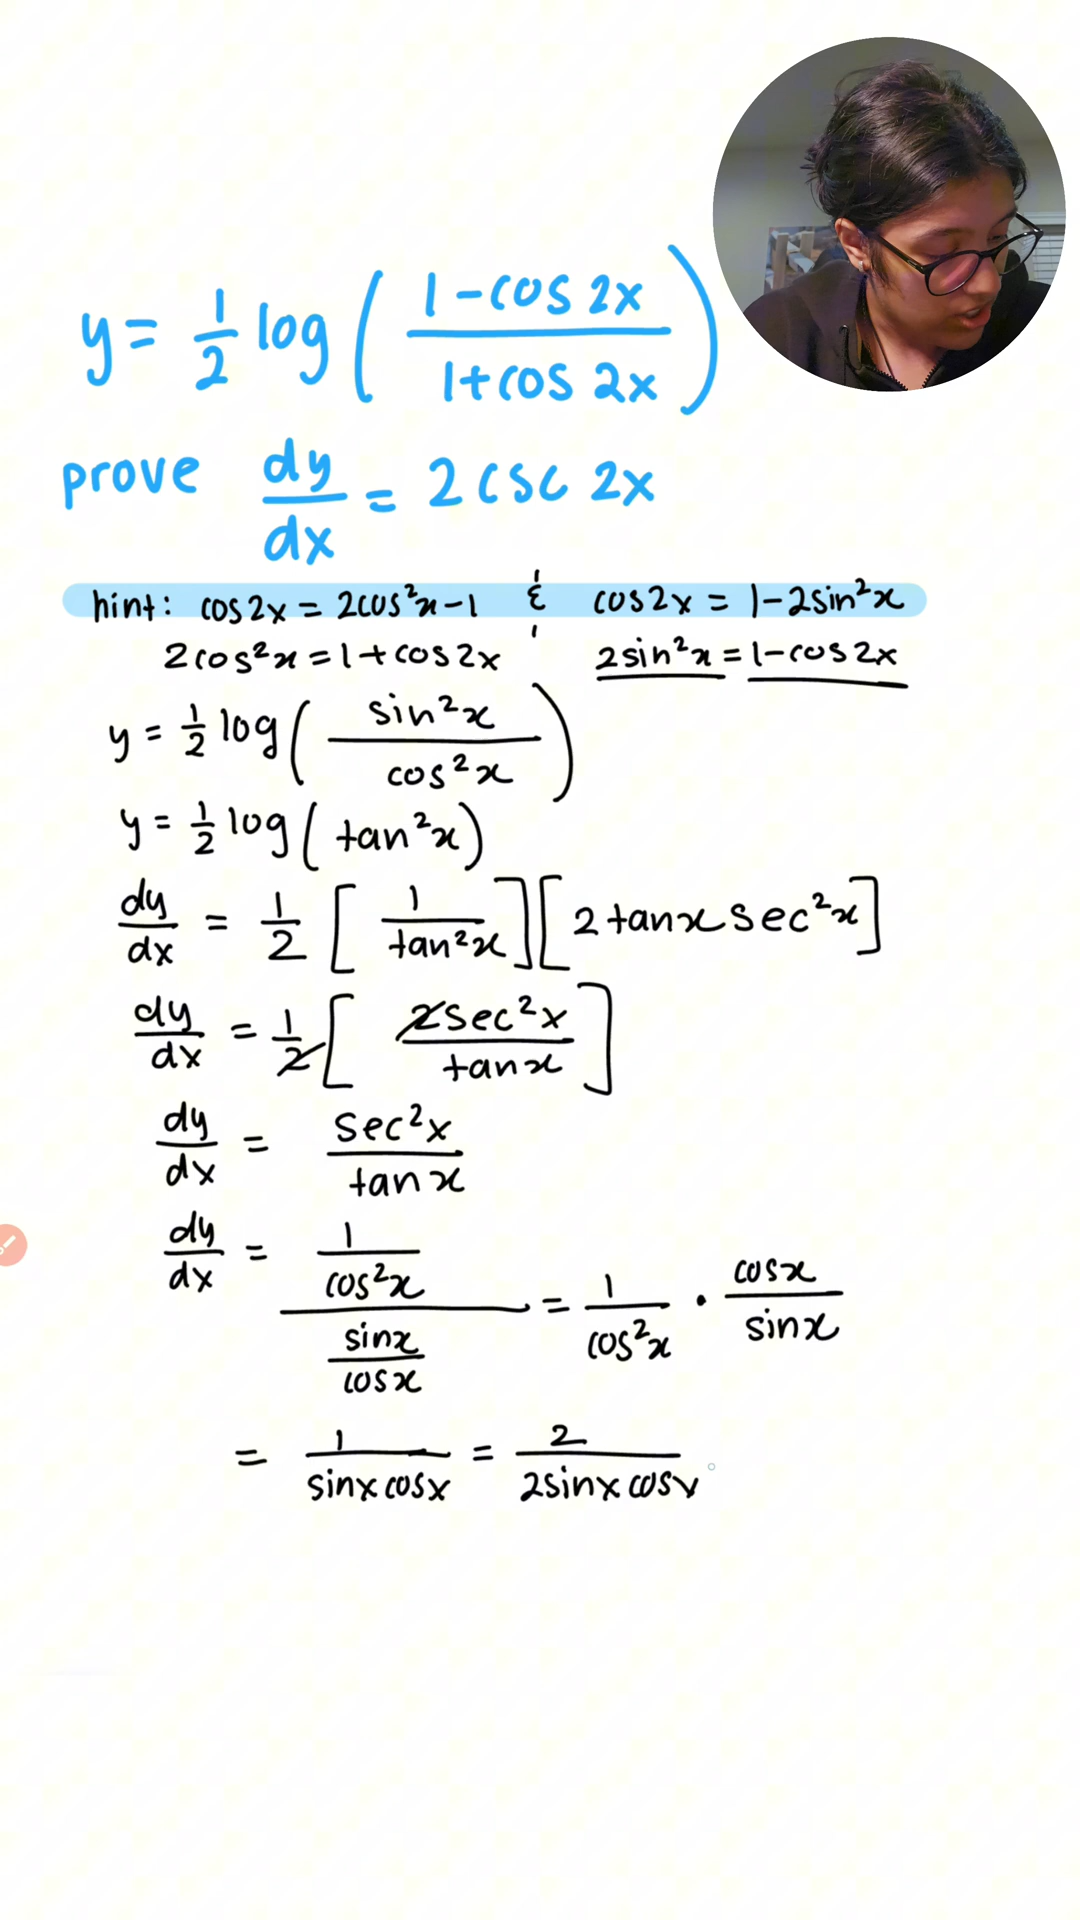 y = 1/2 log ( (1 - cos 2x) / (1 + cos 2x) )
prove dy/dx = 2 csc 2x
hint: cos 2x = 2cos²x - 1 & cos 2x = 1 - 2sin²x
2cos²x = 1 + cos 2x 2sin²x = 1 - cos 2x
y = 1/2 log ( sin²x / cos²x )
y = 1/2 log ( tan²x )
dy/dx = 1/2 [ 1 / tan²x ] [ 2 tanx sec²x ]
dy/dx = 1/2 [ 2sec²x / tanx ]
dy/dx = sec²x / tanx
dy/dx = (1 / cos²x) / (sinx / cosx) = 1 / cos²x · cosx / sinx
= 1 / sinx cosx = 2 / 2sinx cosx